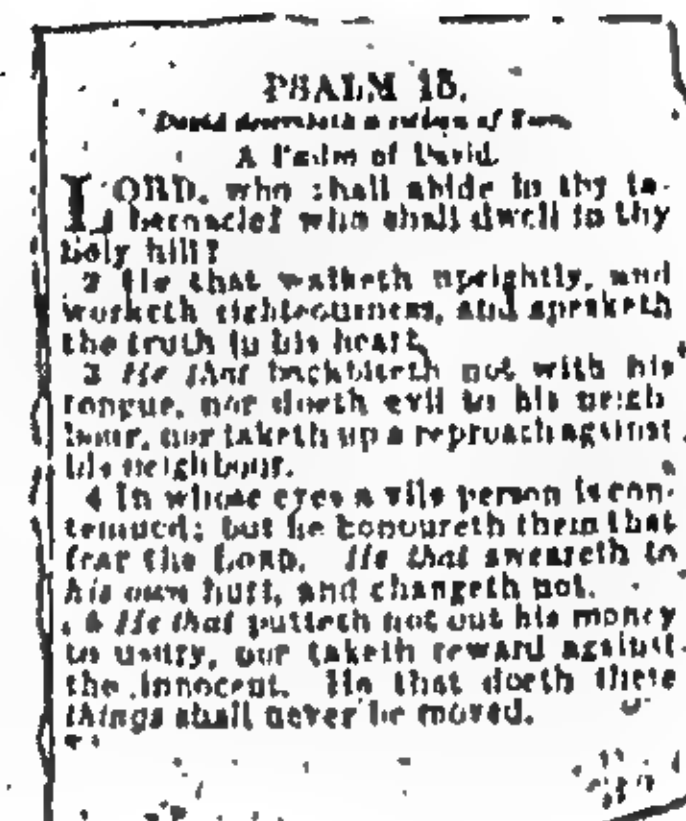 PSALM 15.
David describeth a citizen of Zion.
A Psalm of David.
LORD, who shall abide in thy ta-
bernacle? who shall dwell in thy
holy hill?
2 He that walketh uprightly, and
worketh righteousness, and speaketh
the truth in his heart.
3 He that backbiteth not with his
tongue, nor doeth evil to his neigh
bour, nor taketh up a reproach against
his neighbour.
4 In whose eyes a vile person is con-
temned; but he honoureth them that
fear the LORD. He that sweareth to
his own hurt, and changeth not.
5 He that putteth not out his money
to usury, nor taketh reward against
the innocent. He that doeth these
things shall never be moved.